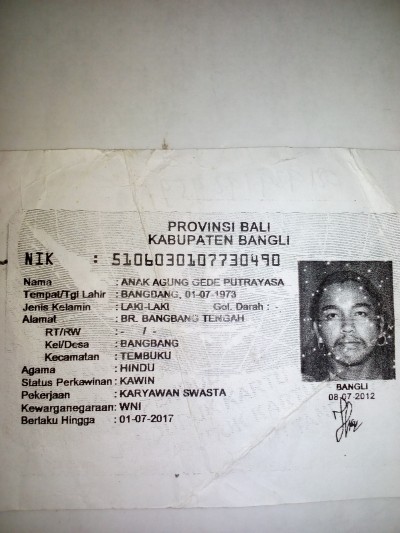 PROVINSI BALI
KABUPATEN BANGLI
NIK : 5106030107730490
Nama : ANAK AGUNG GEDE PUTRAYASA
Tempat/Tgl Lahir : BANGBANG, 01-07-1973
Jenis Kelamin : LAKI-LAKI Gol. Darah : -
Alamat : BR. BANGBANG TENGAH
RT/RW : - / -
Kel/Desa : BANGBANG
Kecamatan : TEMBUKU
Agama : HINDU
Status Perkawinan: KAWIN
Pekerjaan : KARYAWAN SWASTA
Kewarganegaraan: WNI
Berlaku Hingga : 01-07-2017
BANGLI
08-07-2012